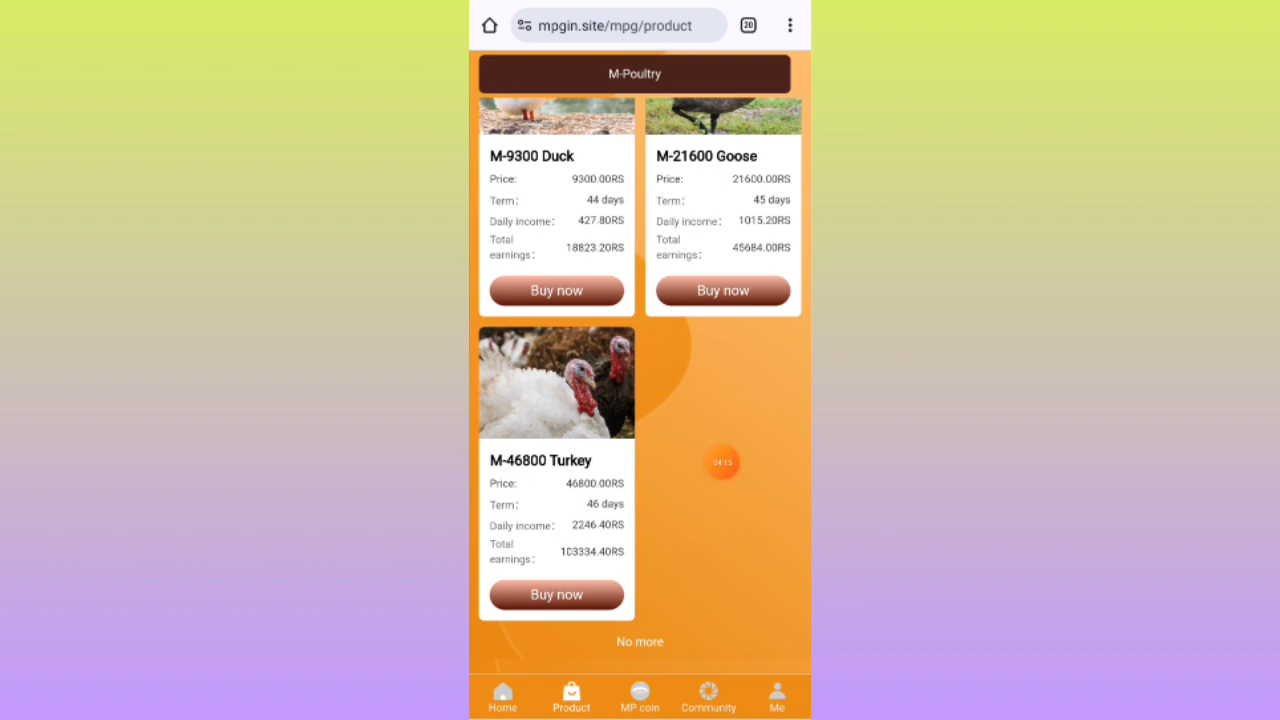 mpgin.site/mpg/product
20
M-Poultry
M-9300 Duck
Price: 9300.00RS
Term: 44 days
Daily income: 427.80RS
Total earnings: 18823.20RS
Buy now
M-21600 Goose
Price: 21600.00RS
Term: 45 days
Daily income: 1015.20RS
Total earnings: 45684.00RS
Buy now
M-46800 Turkey
Price: 46800.00RS
Term: 46 days
Daily income: 2246.40RS
Total earnings: 103334.40RS
Buy now
04:15
No more
Home Product MP coin Community Me